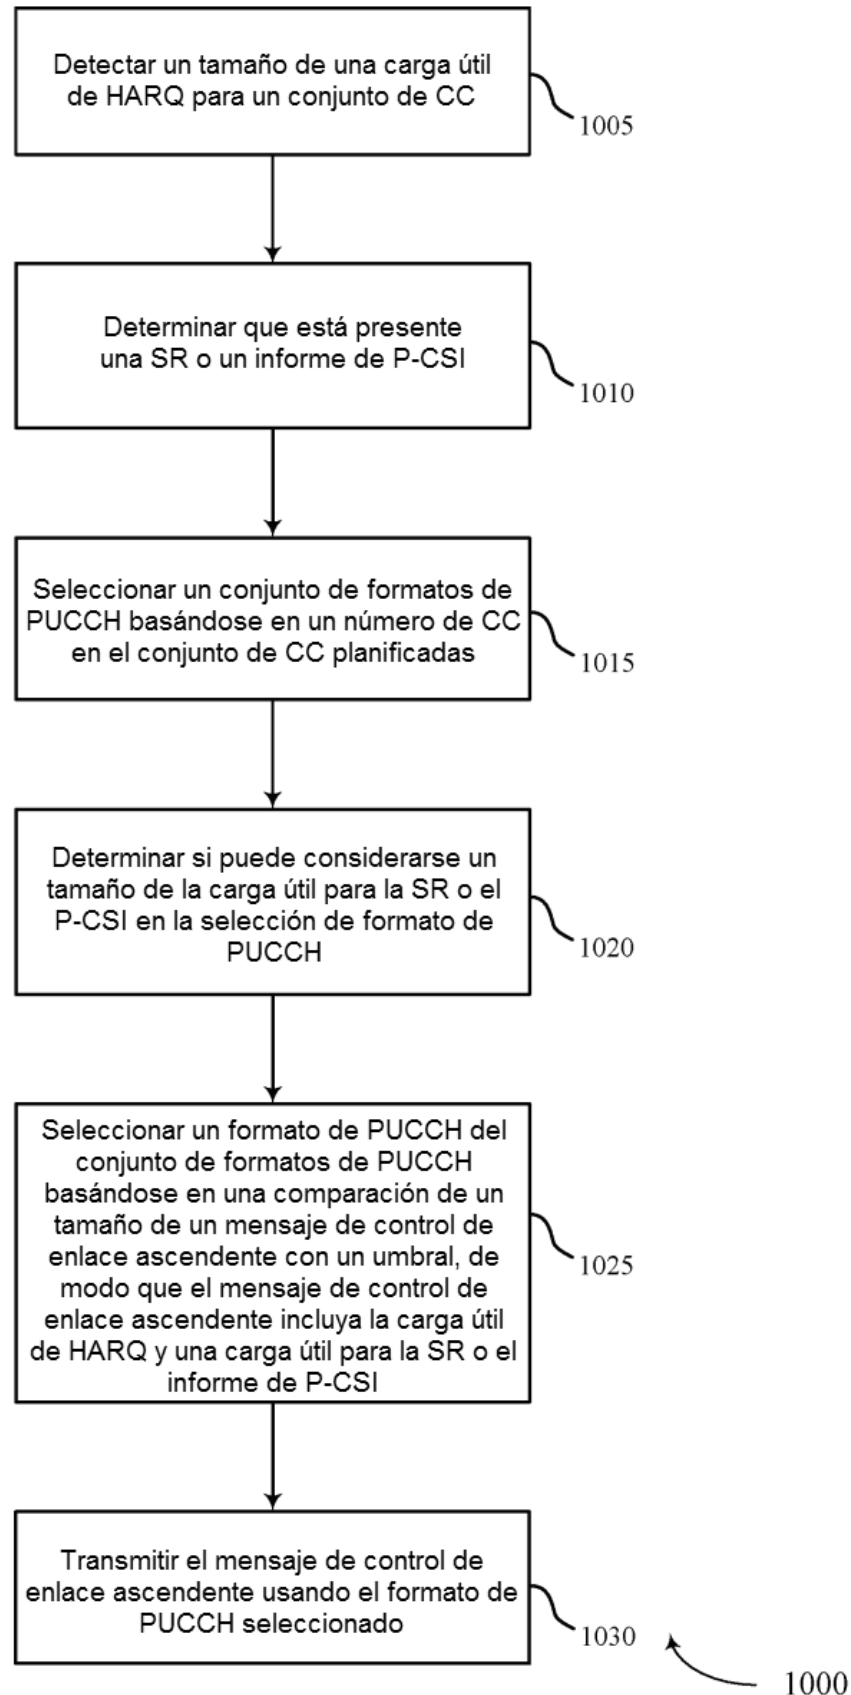 Detectar un tamaño de una carga útil
de HARQ para un conjunto de CC
1005
Determinar que está presente
una SR o un informe de P-CSI
1010
Seleccionar un conjunto de formatos de
PUCCH basándose en un número de CC
en el conjunto de CC planificadas
1015
Determinar si puede considerarse un
tamaño de la carga útil para la SR o el
P-CSI en la selección de formato de
PUCCH
1020
Seleccionar un formato de PUCCH del
conjunto de formatos de PUCCH
basándose en una comparación de un
tamaño de un mensaje de control de
enlace ascendente con un umbral, de
modo que el mensaje de control de
enlace ascendente incluya la carga útil
de HARQ y una carga útil para la SR o el
informe de P-CSI
1025
Transmitir el mensaje de control de
enlace ascendente usando el formato de
PUCCH seleccionado
1030
1000